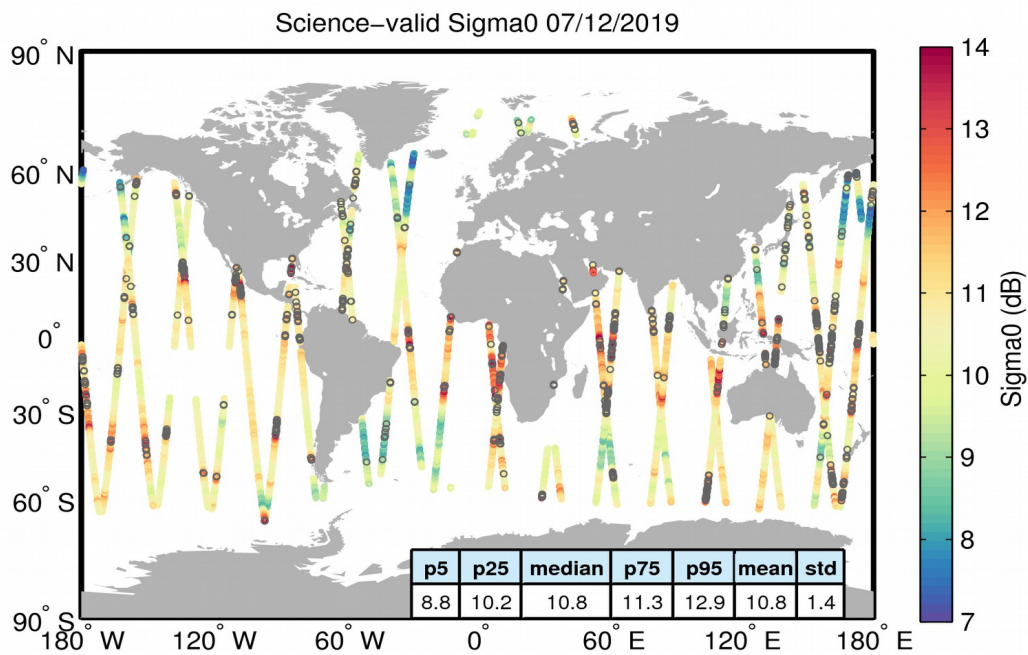 Science−valid Sigma0 07/12/2019
90° N
60° N
30° N
0°
30° S
60° S
90° S
180° W
120° W
60° W
0°
60° E
120° E
180° E
14
13
12
11
10
9
8
7
Sigma0 (dB)
p5 p25 median p75 p95 mean std
8.8 10.2 10.8 11.3 12.9 10.8 1.4